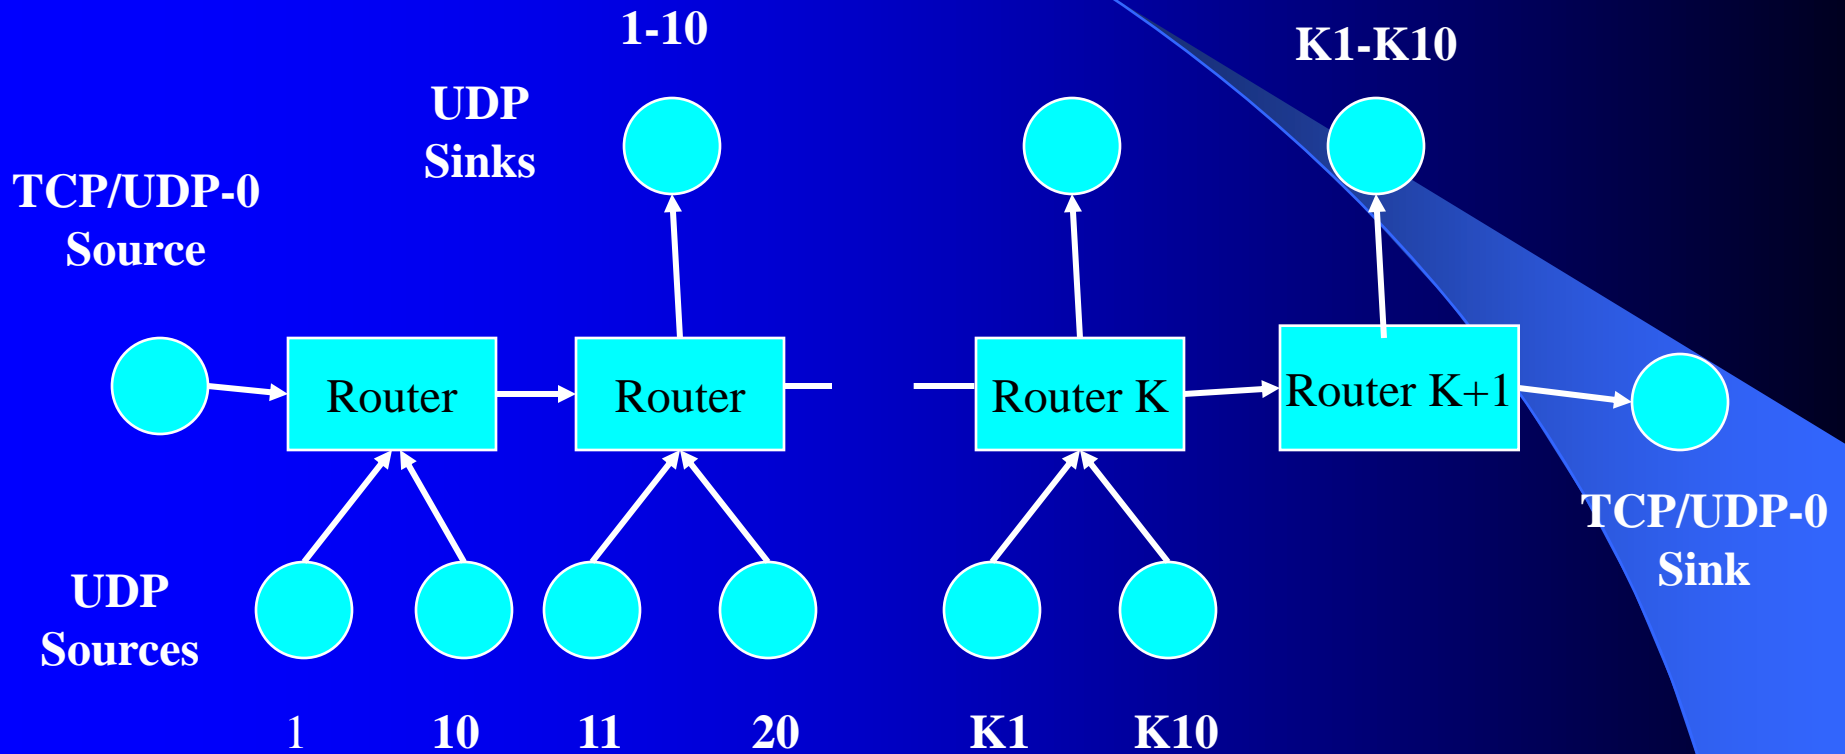 1-10
K1-K10
UDP
Sinks
TCP/UDP-0
Source
Router
Router
Router K
Router K+1
TCP/UDP-0
Sink
UDP
Sources
1
10
11
20
K1
K10